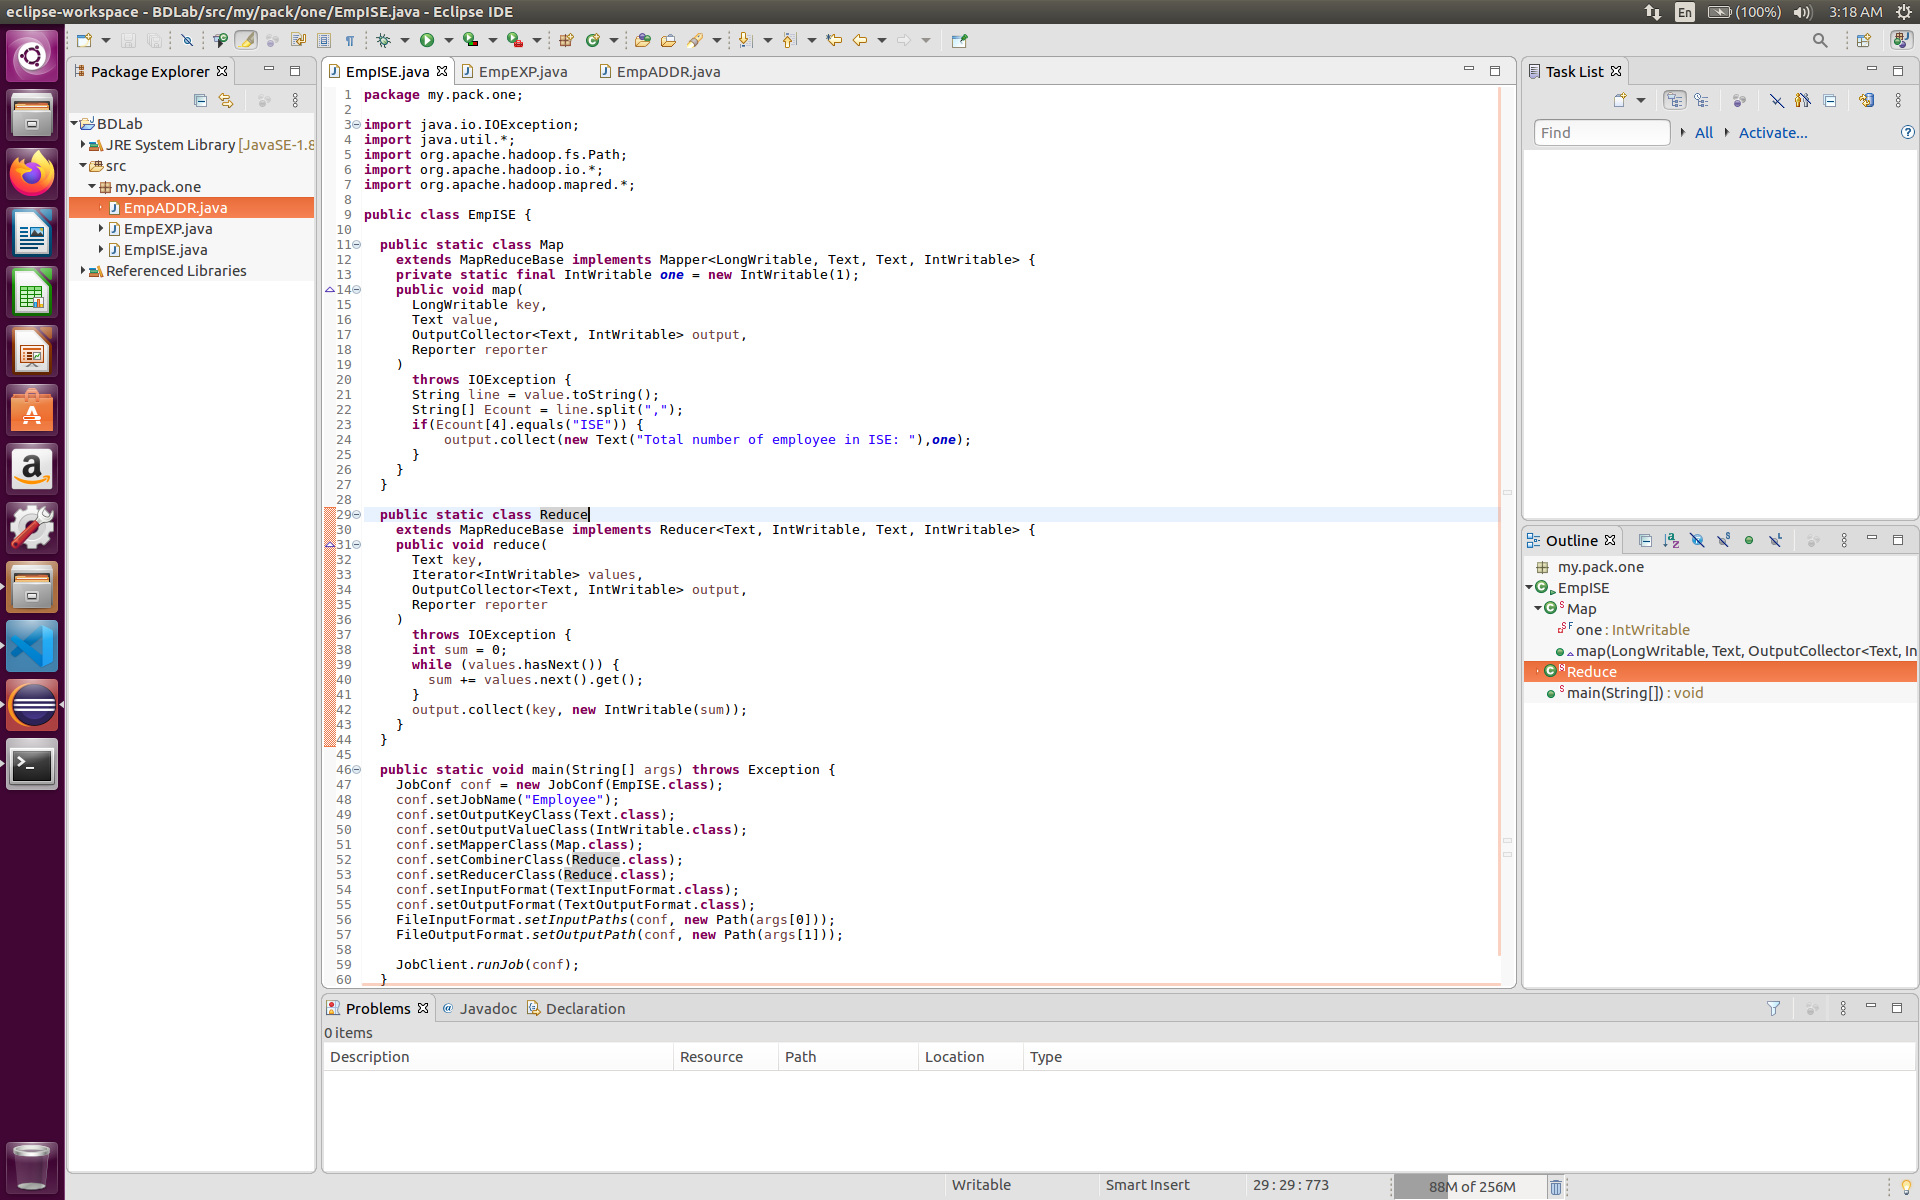 eclipse-workspace - BDLab/src/my/pack/one/EmpISE.java - Eclipse IDE
En
(100%)
3:18 AM
Package Explorer
BDLab
JRE System Library [JavaSE-1.8
src
my.pack.one
EmpADDR.java
EmpEXP.java
EmpISE.java
Referenced Libraries
EmpISE.java
EmpEXP.java
EmpADDR.java
1 package my.pack.one;
2
3 import java.io.IOException;
4 import java.util.*;
5 import org.apache.hadoop.fs.Path;
6 import org.apache.hadoop.io.*;
7 import org.apache.hadoop.mapred.*;
8
9 public class EmpISE {
10
11 public static class Map
12 extends MapReduceBase implements Mapper<LongWritable, Text, Text, IntWritable> {
13 private static final IntWritable one = new IntWritable(1);
14 public void map(
15 LongWritable key,
16 Text value,
17 OutputCollector<Text, IntWritable> output,
18 Reporter reporter
19 )
20 throws IOException {
21 String line = value.toString();
22 String[] Ecount = line.split(",");
23 if(Ecount[4].equals("ISE")) {
24 output.collect(new Text("Total number of employee in ISE: "),one);
25 }
26 }
27 }
28
29 public static class Reduce
30 extends MapReduceBase implements Reducer<Text, IntWritable, Text, IntWritable> {
31 public void reduce(
32 Text key,
33 Iterator<IntWritable> values,
34 OutputCollector<Text, IntWritable> output,
35 Reporter reporter
36 )
37 throws IOException {
38 int sum = 0;
39 while (values.hasNext()) {
40 sum += values.next().get();
41 }
42 output.collect(key, new IntWritable(sum));
43 }
44 }
45
46 public static void main(String[] args) throws Exception {
47 JobConf conf = new JobConf(EmpISE.class);
48 conf.setJobName("Employee");
49 conf.setOutputKeyClass(Text.class);
50 conf.setOutputValueClass(IntWritable.class);
51 conf.setMapperClass(Map.class);
52 conf.setCombinerClass(Reduce.class);
53 conf.setReducerClass(Reduce.class);
54 conf.setInputFormat(TextInputFormat.class);
55 conf.setOutputFormat(TextOutputFormat.class);
56 FileInputFormat.setInputPaths(conf, new Path(args[0]));
57 FileOutputFormat.setOutputPath(conf, new Path(args[1]));
58
59 JobClient.runJob(conf);
60 }
Task List
Find
All
Activate...
Outline
my.pack.one
EmpISE
Map
one : IntWritable
map(LongWritable, Text, OutputCollector<Text, In
Reduce
main(String[]) : void
Problems
@ Javadoc
Declaration
0 items
Description
Resource
Path
Location
Type
Writable
Smart Insert
29 : 29 : 773
88M of 256M